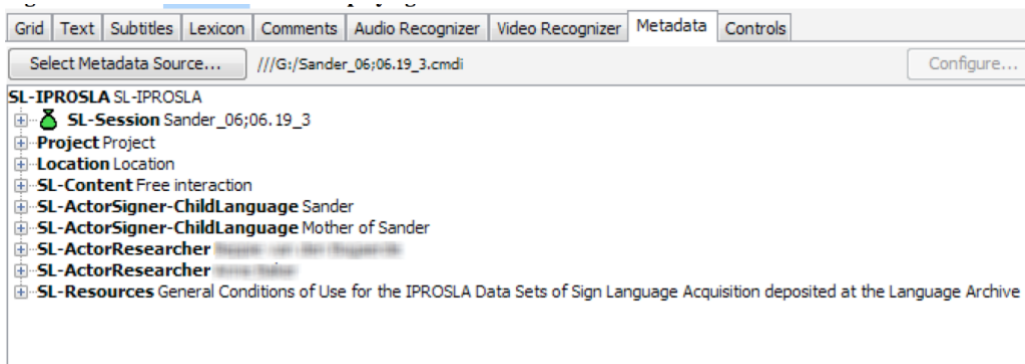 Grid Text Subtitles Lexicon Comments Audio Recognizer Video Recognizer Metadata Controls
Select Metadata Source... ///G:/Sander_06;06.19_3.cmdi Configure...
SL-IPROSLA SL-IPROSLA
SL-Session Sander_06;06.19_3
Project Project
Location Location
SL-Content Free interaction
SL-ActorSigner-ChildLanguage Sander
SL-ActorSigner-ChildLanguage Mother of Sander
SL-ActorResearcher
SL-ActorResearcher
SL-Resources General Conditions of Use for the IPROSLA Data Sets of Sign Language Acquisition deposited at the Language Archive